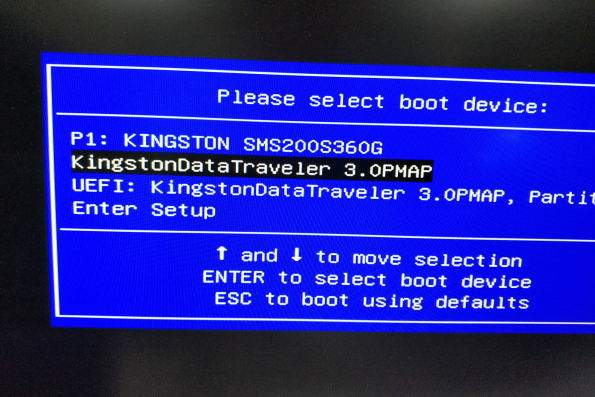 Please select boot device:
P1: KINGSTON SMS200S360G
KingstonDataTraveler 3.0PMAP
UEFI: KingstonDataTraveler 3.0PMAP, Partit
Enter Setup
↑ and ↓ to move selection
ENTER to select boot device
ESC to boot using defaults